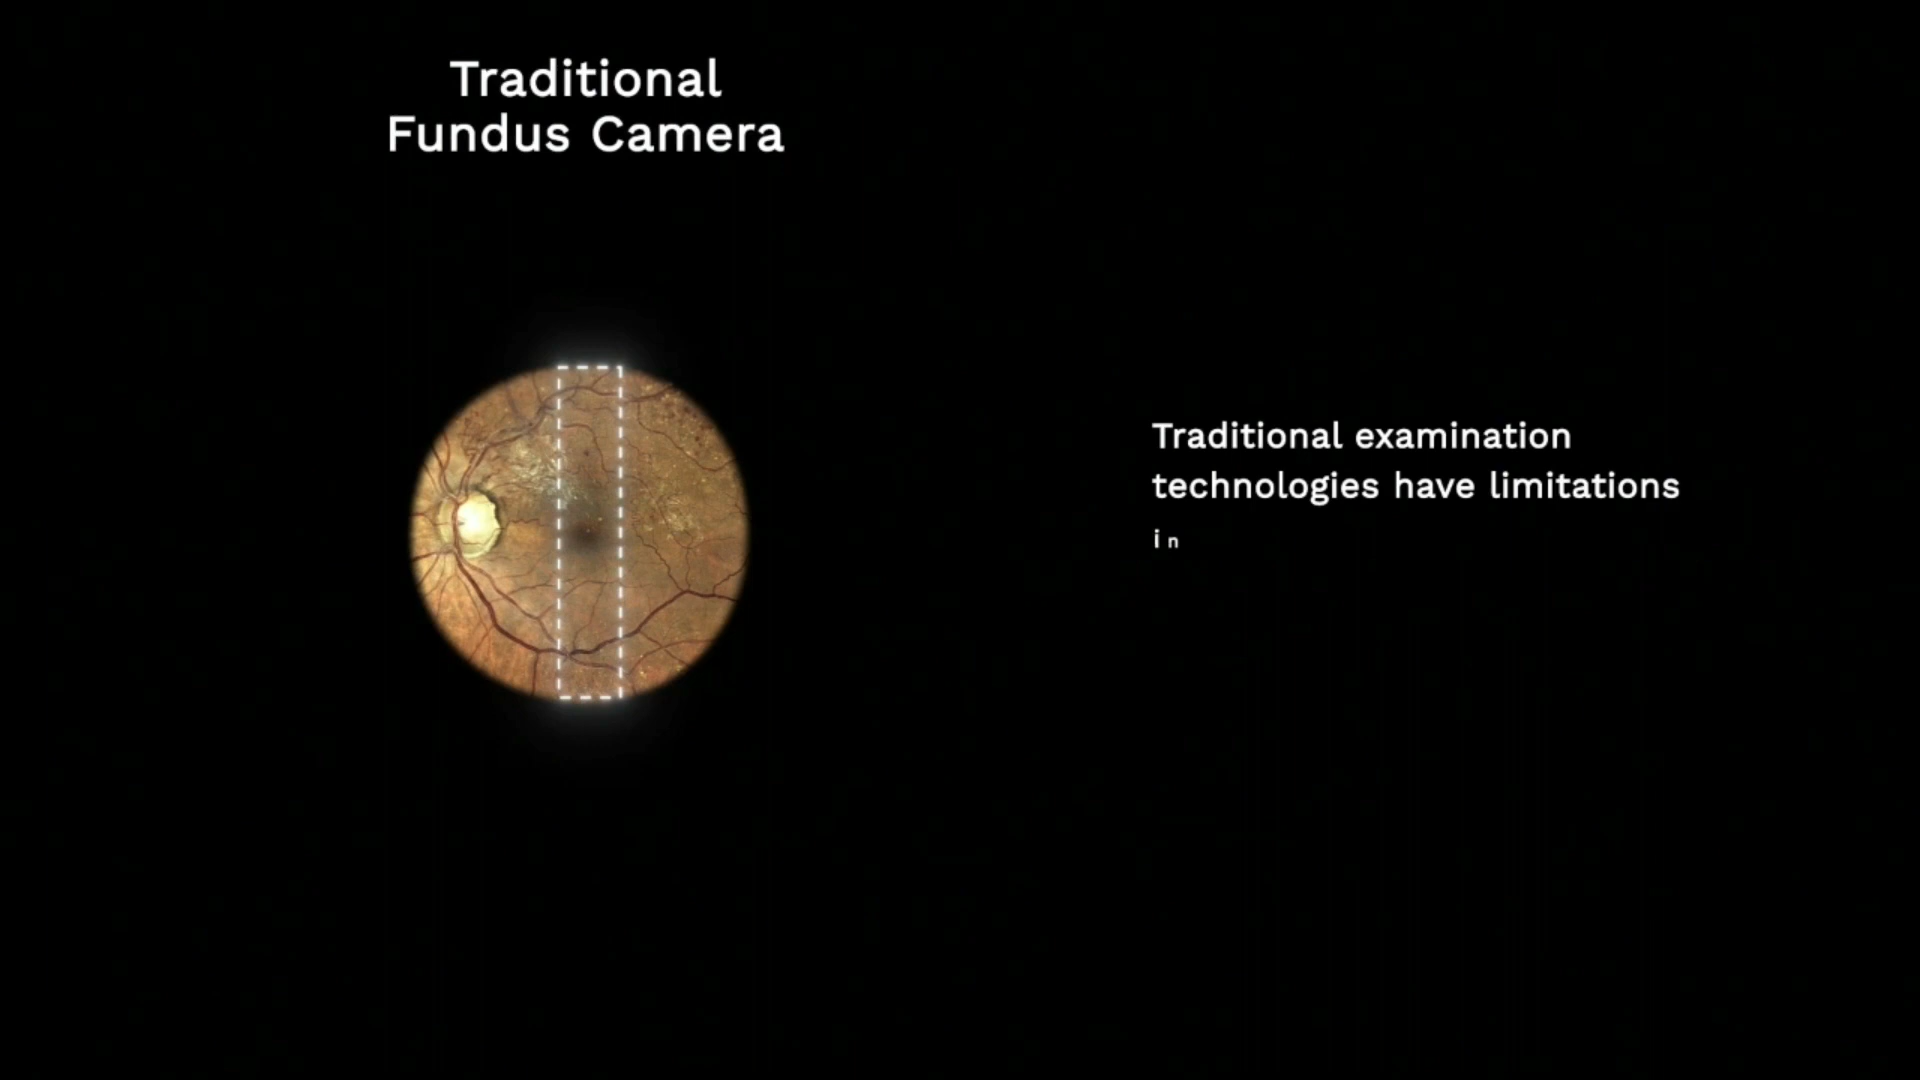 Traditional
Fundus Camera
Traditional examination
technologies have limitations
in